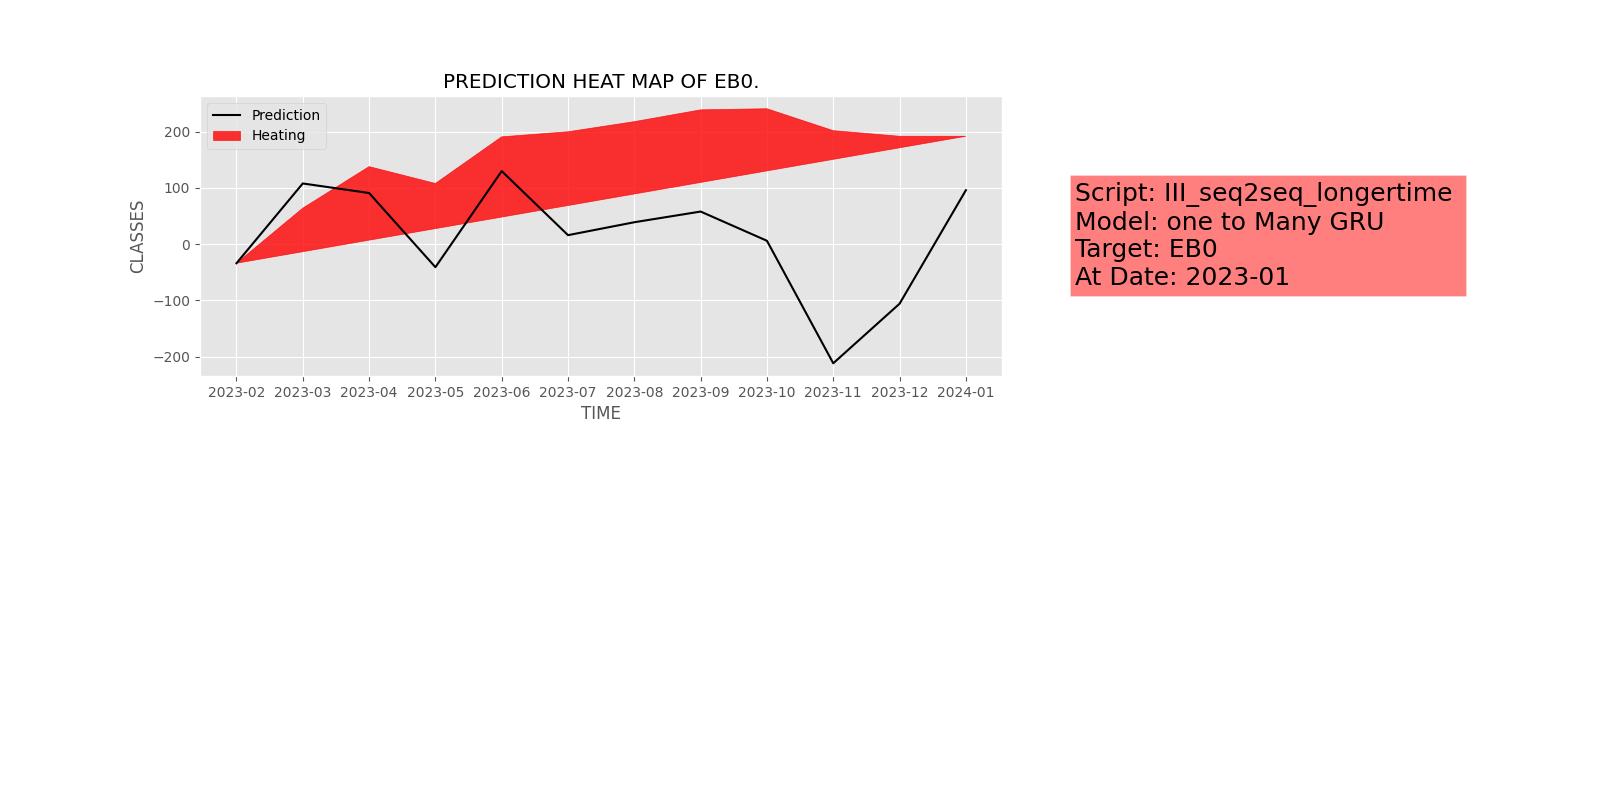 PREDICTION HEAT MAP OF EB0.
Prediction
Heating
CLASSES
200
100
0
−100
−200
2023-02 2023-03 2023-04 2023-05 2023-06 2023-07 2023-08 2023-09 2023-10 2023-11 2023-12 2024-01
TIME
Script: III_seq2seq_longertime
Model: one to Many GRU
Target: EB0
At Date: 2023-01